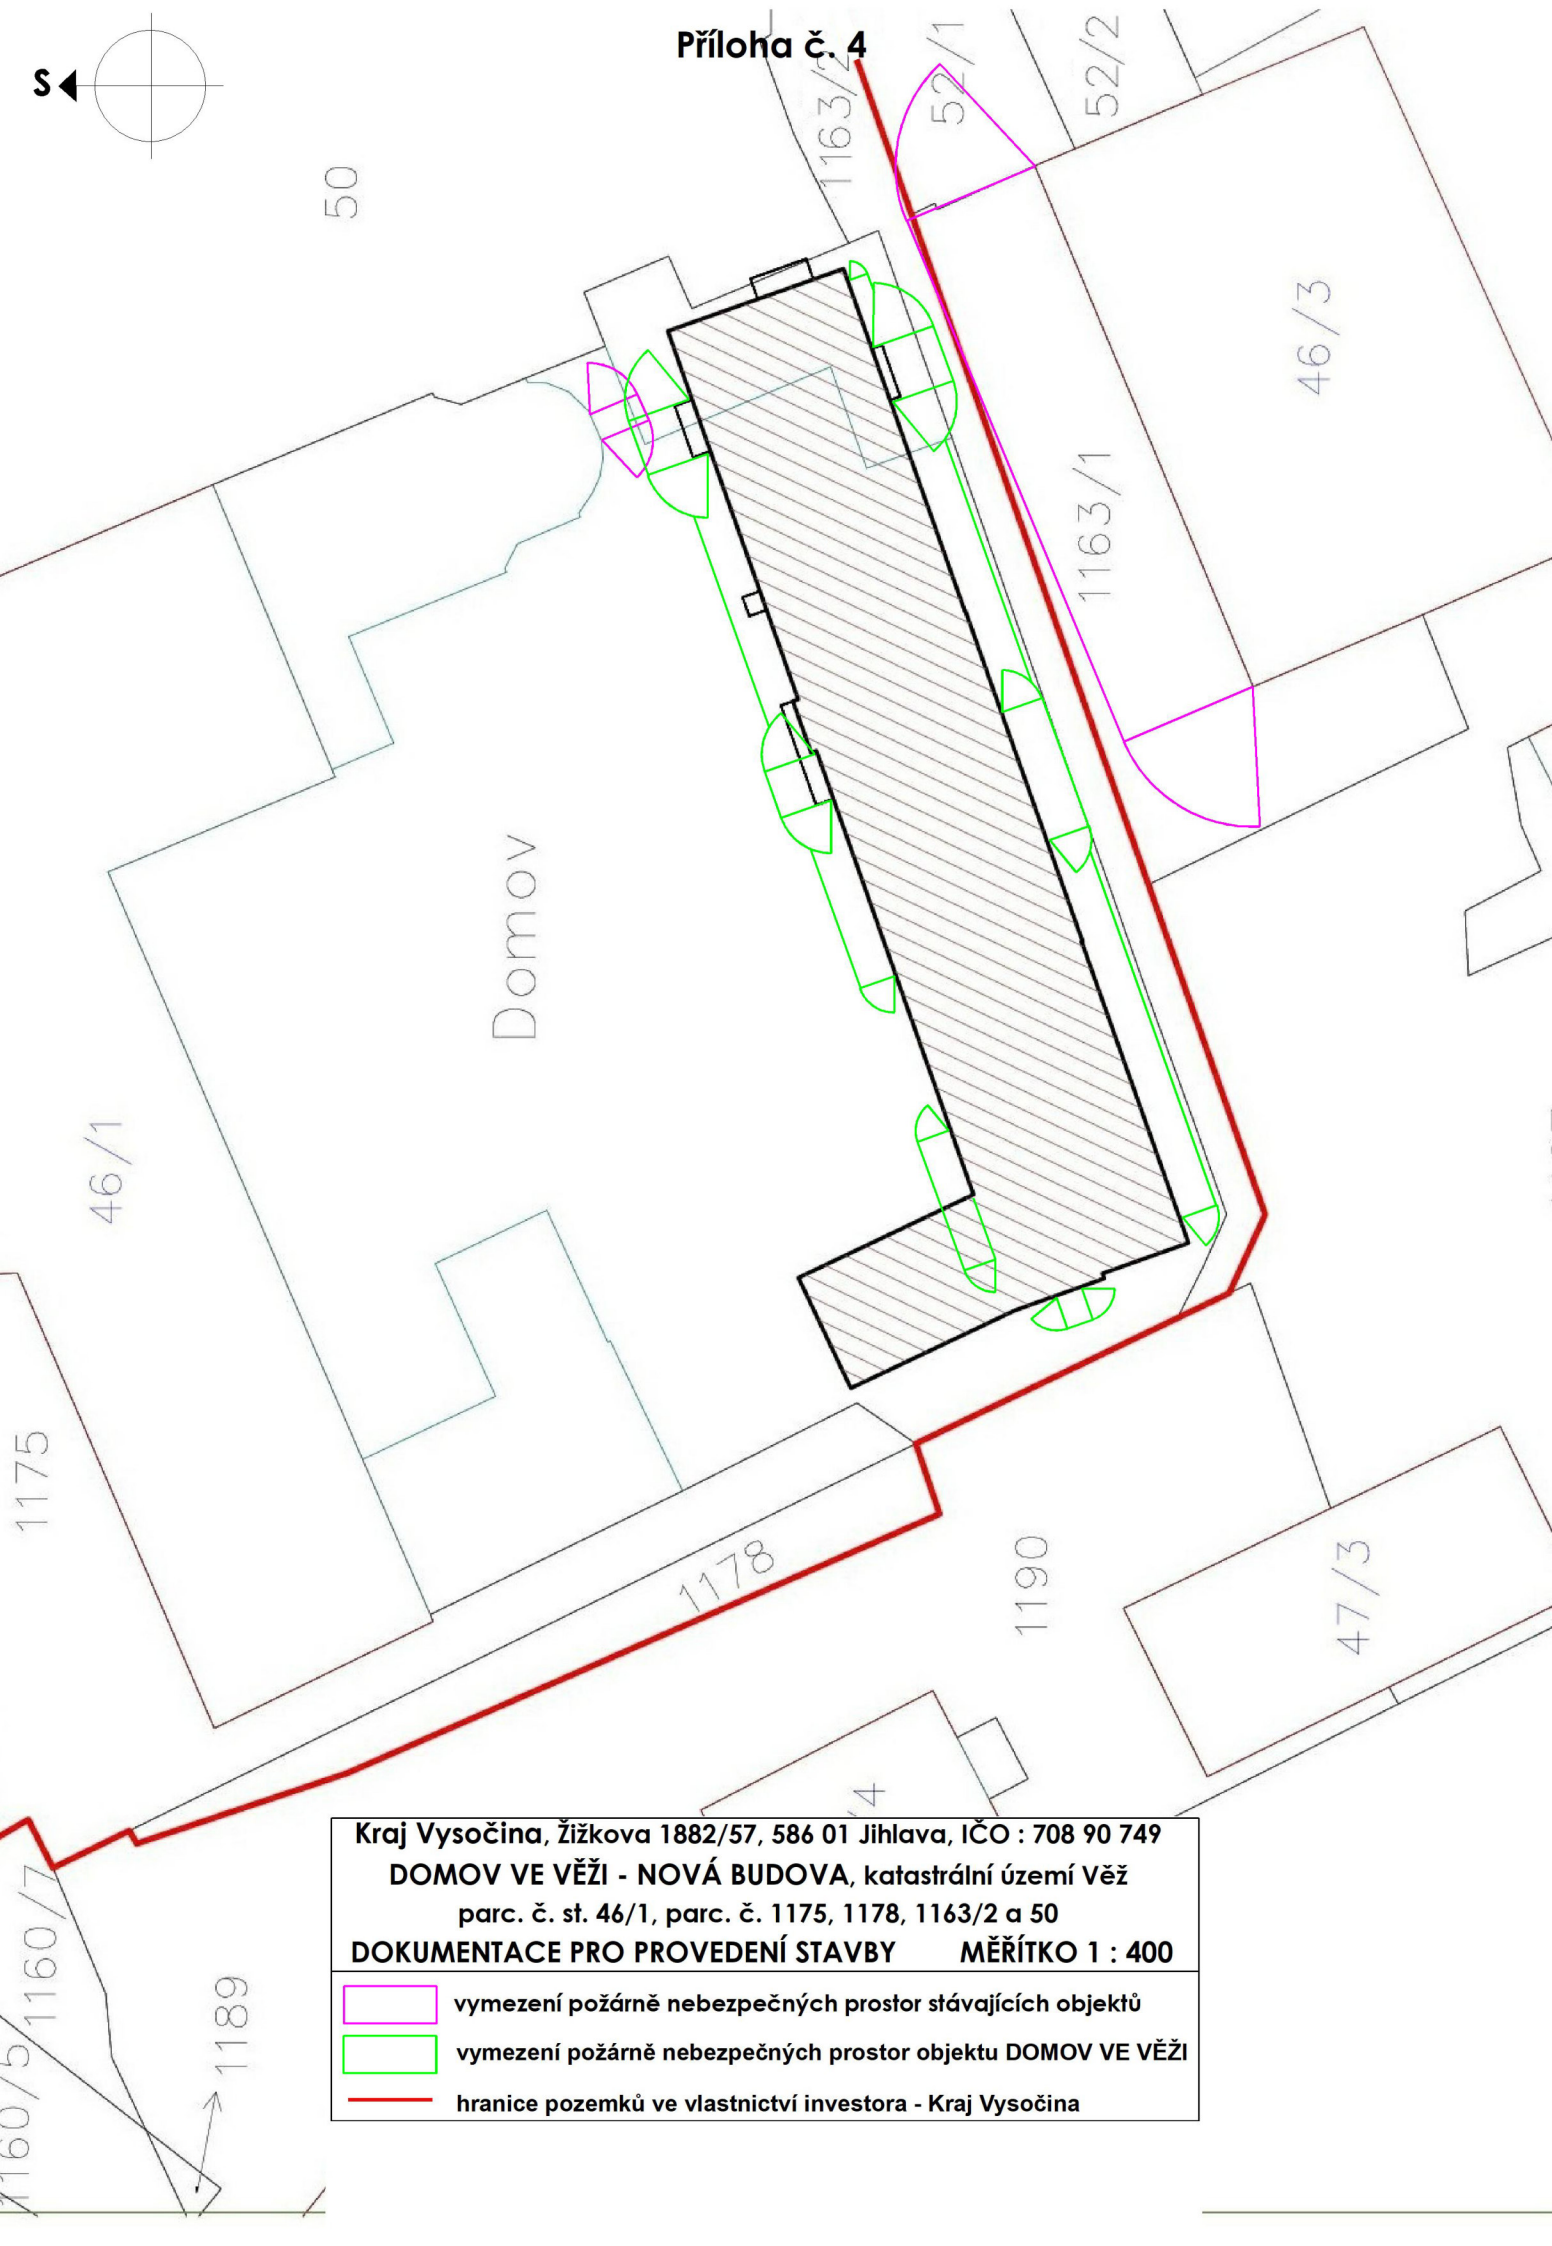 Příloha č. 4
S
50
1163/2
52/1
52/2
46/3
1163/1
Domov
46/1
1175
1178
1190
47/3
/4
1160/7
1160/5
1189
Kraj Vysočina, Žižkova 1882/57, 586 01 Jihlava, IČO : 708 90 749
DOMOV VE VĚŽI - NOVÁ BUDOVA, katastrální území Věž
parc. č. st. 46/1, parc. č. 1175, 1178, 1163/2 a 50
DOKUMENTACE PRO PROVEDENÍ STAVBY MĚŘÍTKO 1 : 400
vymezení požárně nebezpečných prostor stávajících objektů
vymezení požárně nebezpečných prostor objektu DOMOV VE VĚŽI
hranice pozemků ve vlastnictví investora - Kraj Vysočina